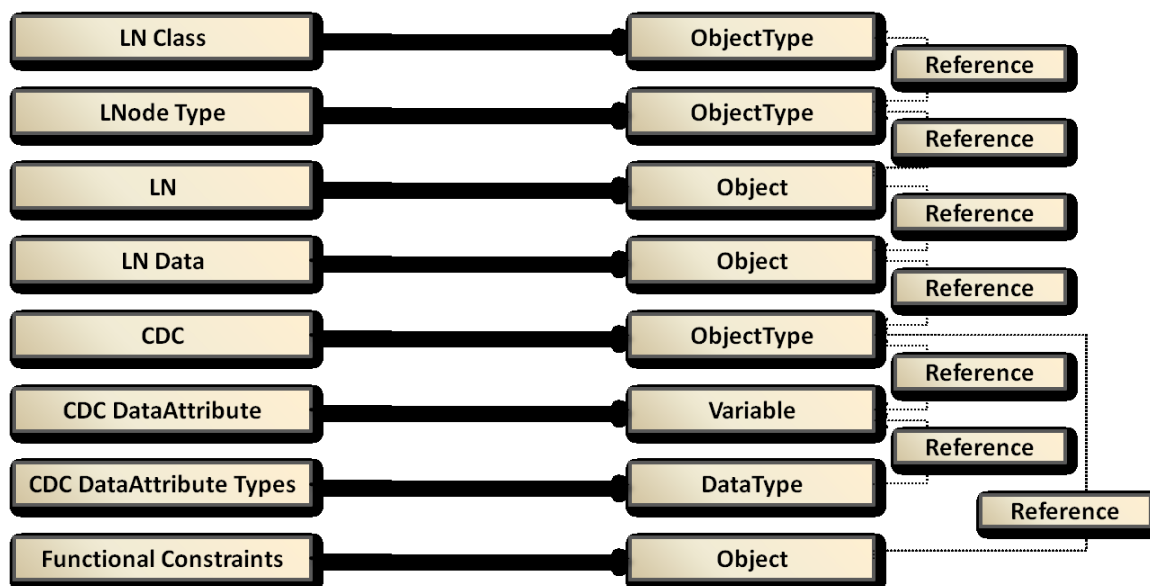 LN Class
ObjectType
Reference
LNode Type
ObjectType
Reference
LN
Object
Reference
LN Data
Object
Reference
CDC
ObjectType
Reference
CDC DataAttribute
Variable
Reference
CDC DataAttribute Types
DataType
Reference
Functional Constraints
Object